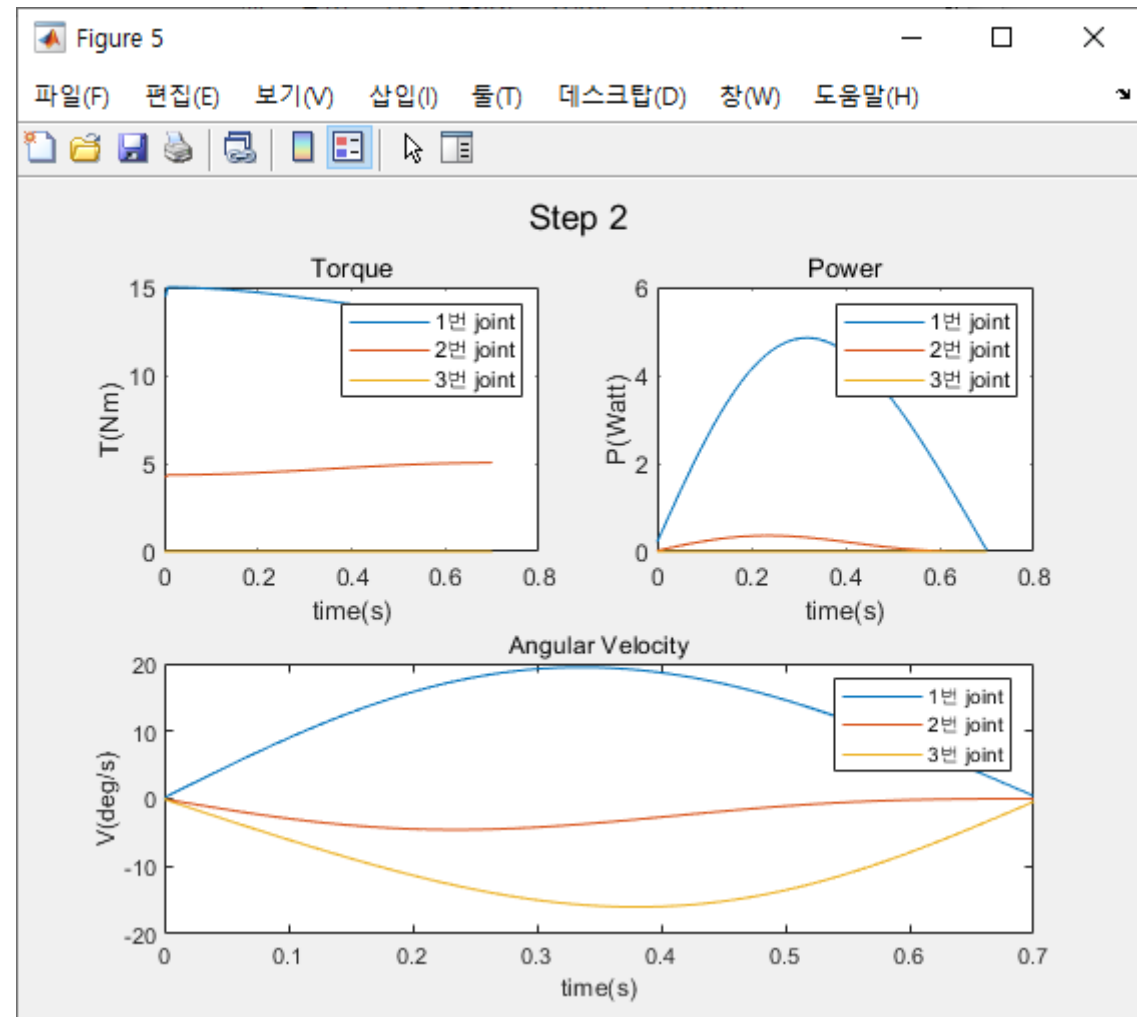 Figure 5
파일(F) 편집(E) 보기(V) 삽입(I) 툴(T) 데스크탑(D) 창(W) 도움말(H)
Step 2
Torque
15
10
5
0
0 0.2 0.4 0.6 0.8
T(Nm)
time(s)
1번 joint
2번 joint
3번 joint
Power
6
4
2
0
0 0.2 0.4 0.6 0.8
P(Watt)
time(s)
1번 joint
2번 joint
3번 joint
Angular Velocity
20
10
0
-10
-20
0 0.1 0.2 0.3 0.4 0.5 0.6 0.7
V(deg/s)
time(s)
1번 joint
2번 joint
3번 joint